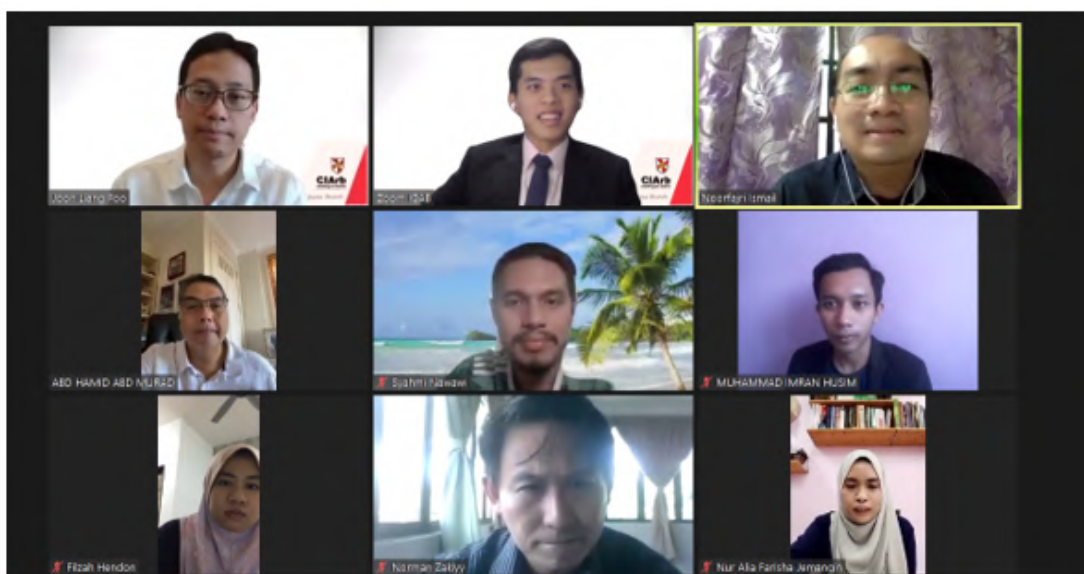 CIArb
CIArb
Joon Liang Poo
Noorfajri Ismail
ABD HAMID ABD MURAD
Syahmi Nawawi
MUHAMMAD IMRAN HUSIM
Filzah Hendon
Norman Zakiyy
Nur Alia Farisha Jemangin